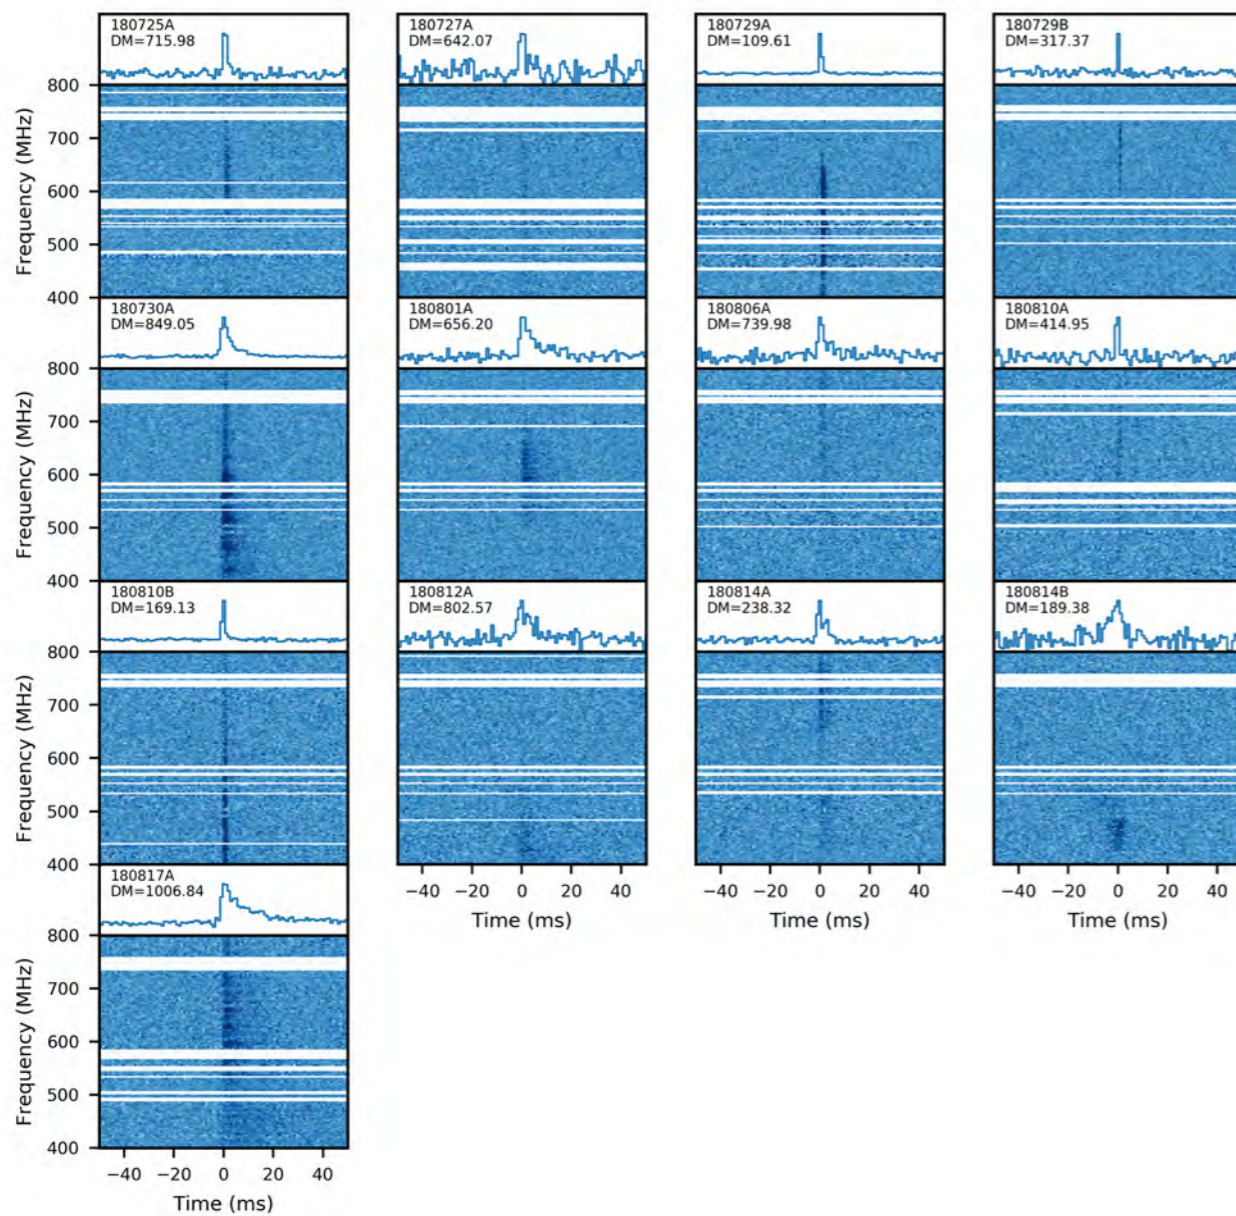 180725A
DM=715.98
180727A
DM=642.07
180729A
DM=109.61
180729B
DM=317.37
800
700
600
500
400
Frequency (MHz)
180730A
DM=849.05
180801A
DM=656.20
180806A
DM=739.98
180810A
DM=414.95
800
700
600
500
400
Frequency (MHz)
180810B
DM=169.13
180812A
DM=802.57
180814A
DM=238.32
180814B
DM=189.38
800
700
600
500
400
Frequency (MHz)
−40 −20 0 20 40
Time (ms)
−40 −20 0 20 40
Time (ms)
−40 −20 0 20 40
Time (ms)
180817A
DM=1006.84
800
700
600
500
400
Frequency (MHz)
−40 −20 0 20 40
Time (ms)